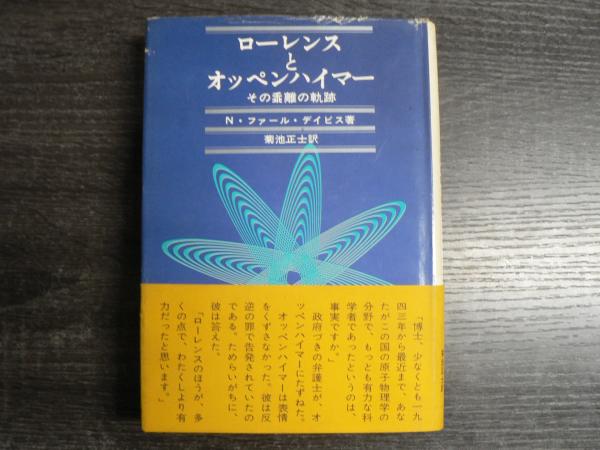 ローレンス
と
オッペンハイマー
その乖離の軌跡
N・ファール・デイビス著
菊池正士訳
「博士、少なくとも一九
四三年から最近まで、あな
たがこの国の原子物理学の
分野で、もっとも有力な科
学者であったというのは、
事実ですか。」
政府づきの弁護士が、オ
ッペンハイマーにたずねた。
オッペンハイマーは表情
をくずさなかった。彼は反
逆の罪で告発されていたの
である。ためらいがちに、
彼は答えた。
「ローレンスのほうが、多
くの点で、わたくしより有
力だったと思います。」